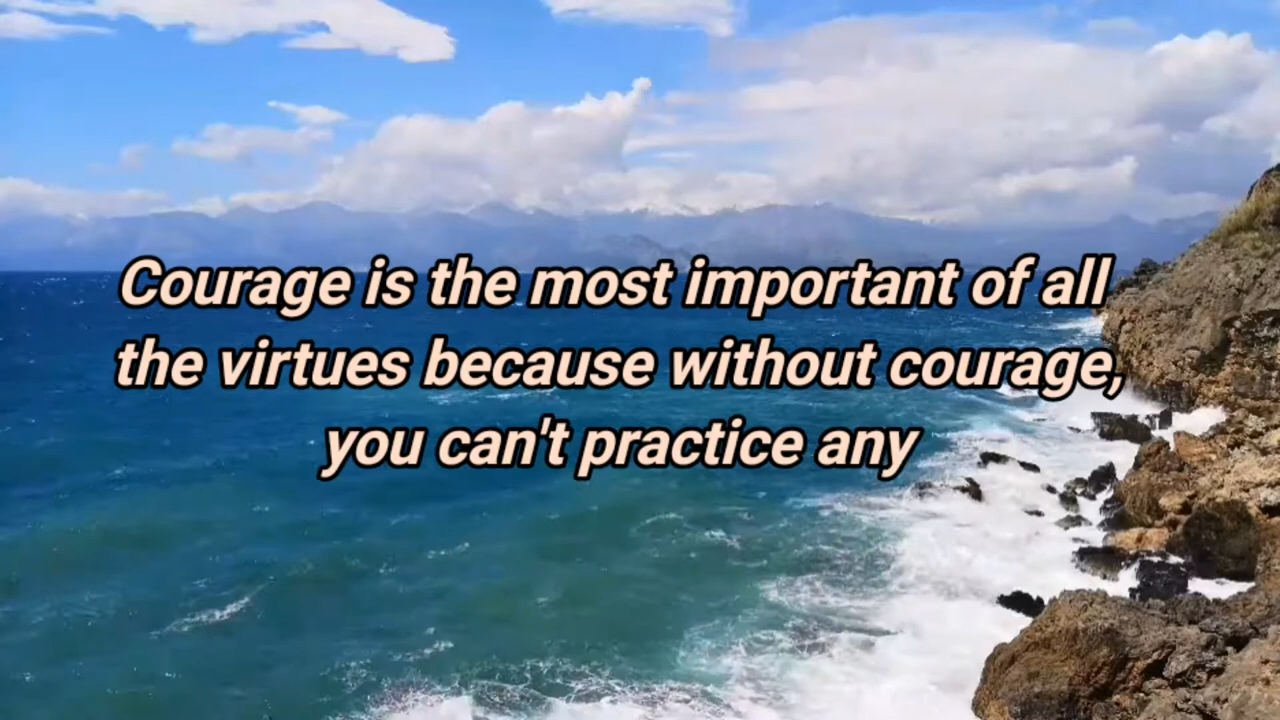 Courage is the most important of all
the virtues because without courage,
you can't practice any